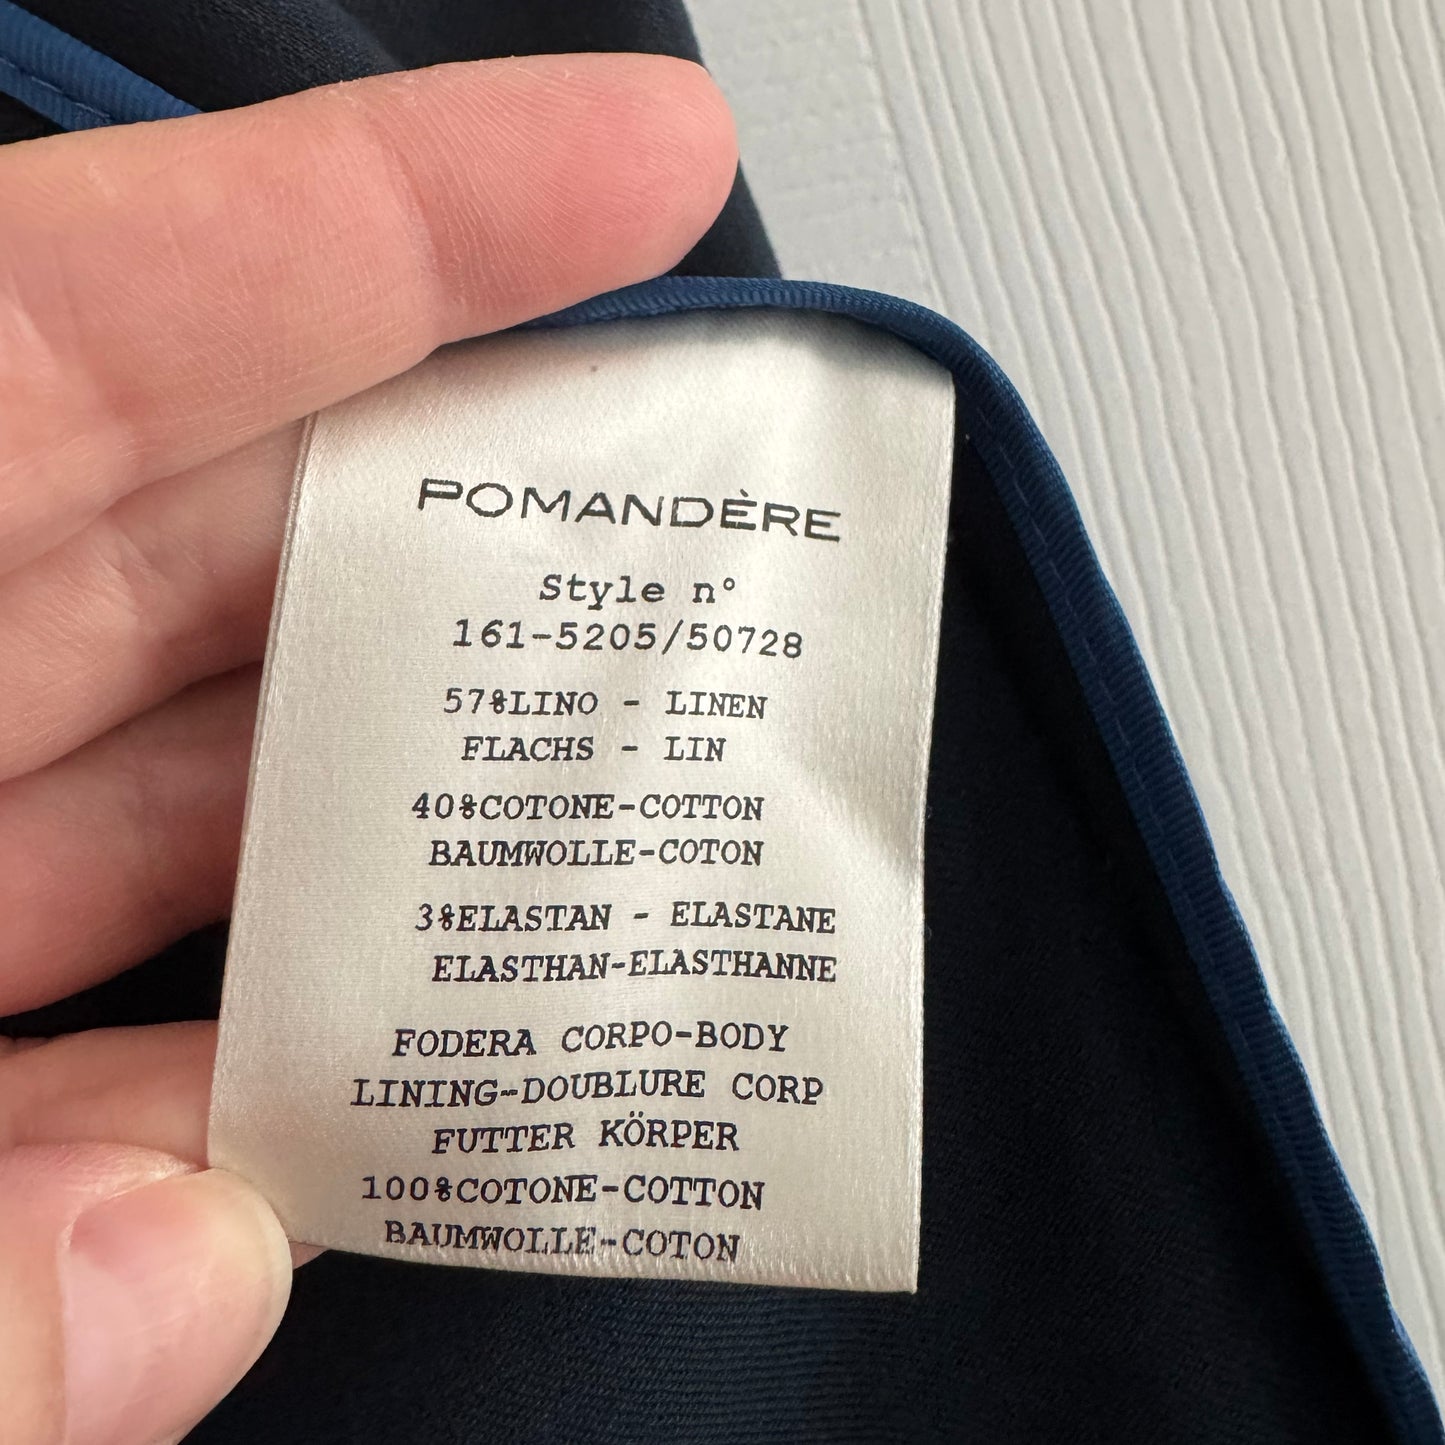 POMANDÈRE
Style n°
161-5205/50728
57%LINO - LINEN
FLACHS - LIN
40%COTONE-COTTON
BAUMWOLLE-COTON
3%ELASTAN - ELASTANE
ELASTHAN-ELASTHANNE
FODERA CORPO-BODY
LINING-DOUBLURE CORP
FUTTER KÖRPER
100%COTONE-COTTON
BAUMWOLLE-COTON